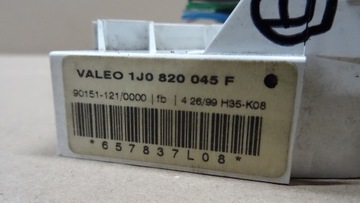 VALEO 1J0 820 045 F
90151-121/0000 | fb | 4 26/99 H35-K08
*657837L08*